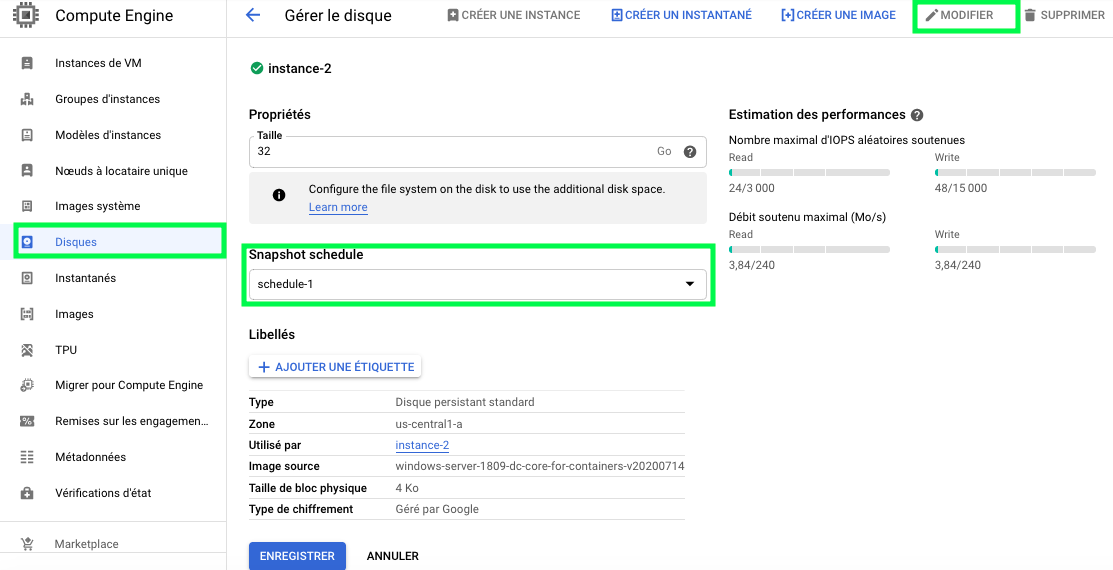 Compute Engine
Instances de VM
Groupes d'instances
Modèles d'instances
Nœuds à locataire unique
Images système
Disques
Instantanés
Images
TPU
Migrer pour Compute Engine
Remises sur les engagemen...
Métadonnées
Vérifications d'état
Marketplace
Gérer le disque
CRÉER UNE INSTANCE
CRÉER UN INSTANTANÉ
CRÉER UNE IMAGE
MODIFIER
SUPPRIMER
instance-2
Propriétés
Taille
32 Go
Configure the file system on the disk to use the additional disk space.
Learn more
Snapshot schedule
schedule-1
Libellés
AJOUTER UNE ÉTIQUETTE
Type Disque persistant standard
Zone us-central1-a
Utilisé par instance-2
Image source windows-server-1809-dc-core-for-containers-v20200714
Taille de bloc physique 4 Ko
Type de chiffrement Géré par Google
ENREGISTRER ANNULER
Estimation des performances
Nombre maximal d'IOPS aléatoires soutenues
Read Write
24/3 000 48/15 000
Débit soutenu maximal (Mo/s)
Read Write
3,84/240 3,84/240